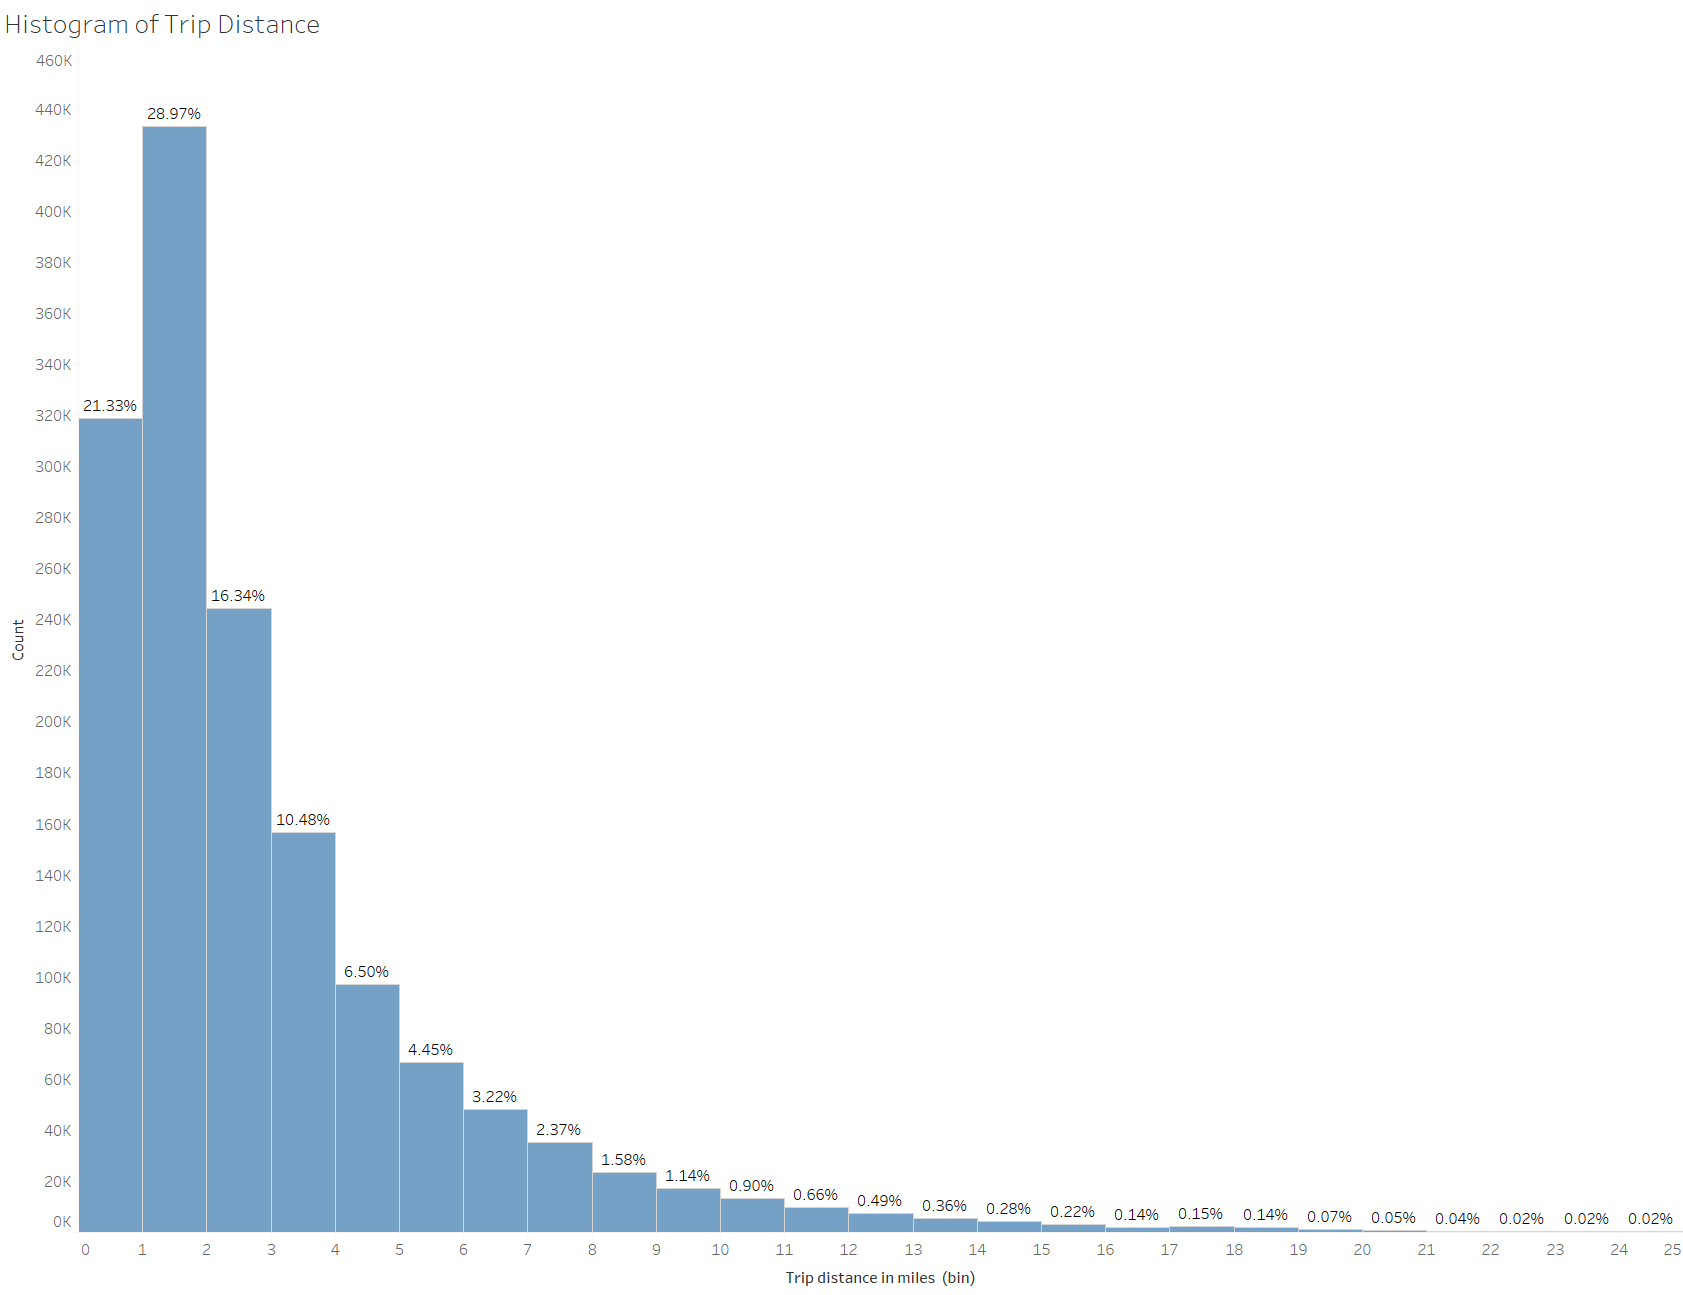 Histogram of Trip Distance
460K
440K
420K
400K
380K
360K
340K
320K
300K
280K
260K
240K
220K
200K
180K
160K
140K
120K
100K
80K
60K
40K
20K
0K
Count
21.33%
28.97%
16.34%
10.48%
6.50%
4.45%
3.22%
2.37%
1.58%
1.14%
0.90%
0.66%
0.49%
0.36%
0.28%
0.22%
0.14%
0.15%
0.14%
0.07%
0.05%
0.04%
0.02%
0.02%
0.02%
0 1 2 3 4 5 6 7 8 9 10 11 12 13 14 15 16 17 18 19 20 21 22 23 24 25
Trip distance in miles (bin)